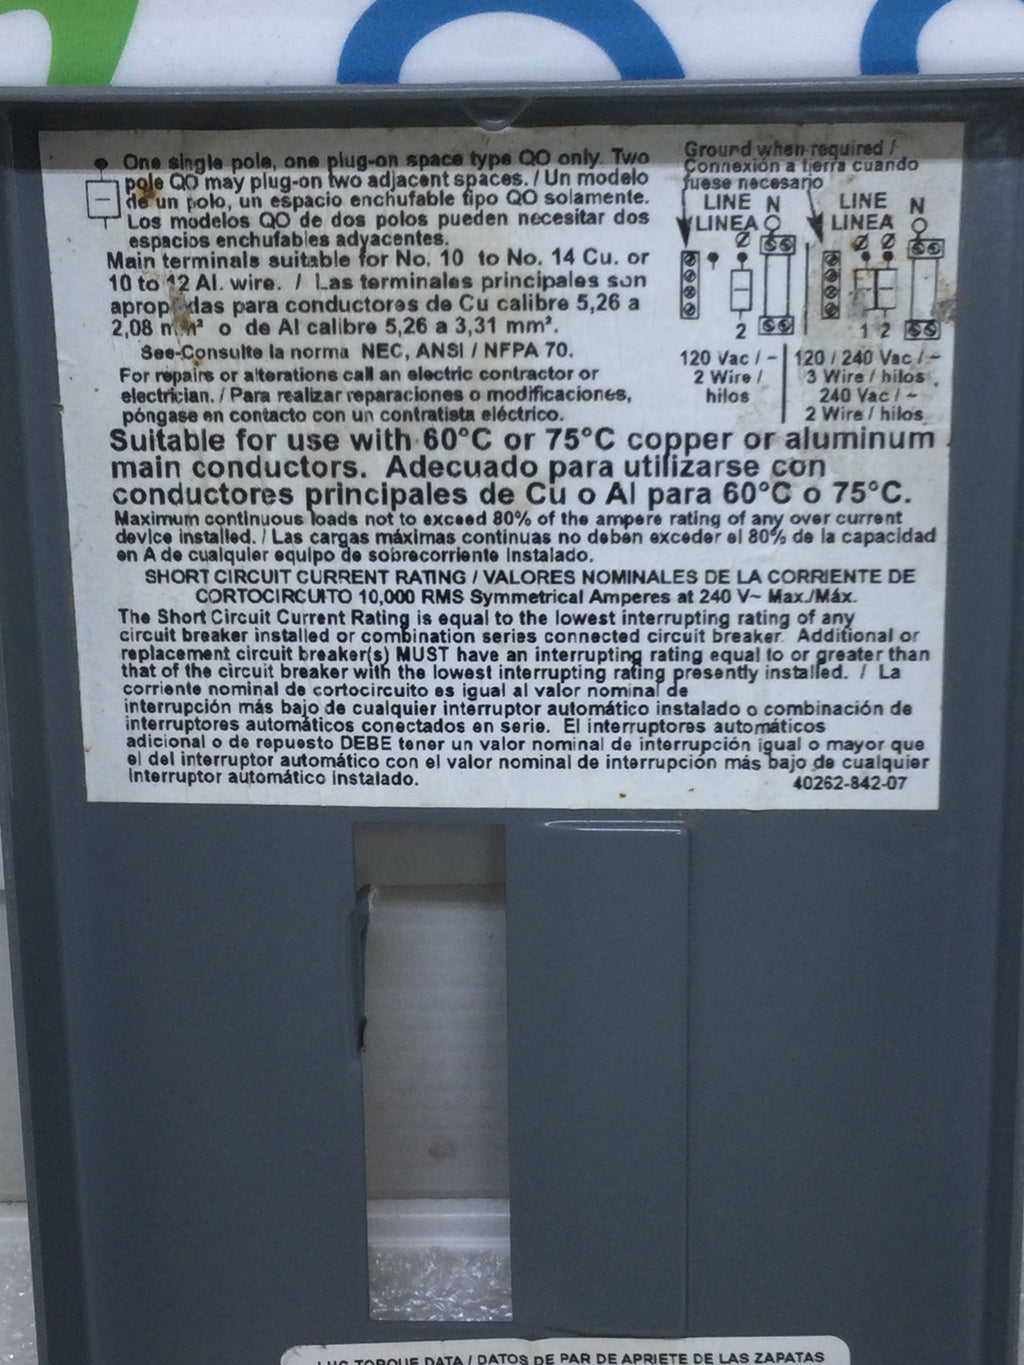 One single pole, one plug-on space type QO only. Two
pole QO may plug-on two adjacent spaces. / Un modelo
de un polo, un espacio enchufable tipo QO solamente.
Los modelos QO de dos polos pueden necesitar dos
espacios enchufables adyacentes.
Main terminals suitable for No. 10 to No. 14 Cu. or
10 to 12 Al. wire. / Las terminales principales son
apropiadas para conductores de Cu calibre 5,26 a
2,08 mm² o de Al calibre 5,26 a 3,31 mm².
See-Consulte la norma NEC, ANSI / NFPA 70.
For repairs or alterations call an electric contractor or
electrician. / Para realizar reparaciones o modificaciones,
póngase en contacto con un contratista eléctrico.
Ground when required /
Connexión a tierra cuando
fuese necesario
LINE N
LINEA
2
120 Vac / ~
2 Wire /
hilos
LINE N
LINEA
1 2
120 / 240 Vac / ~
3 Wire / hilos
240 Vac / ~
2 Wire / hilos
Suitable for use with 60°C or 75°C copper or aluminum
main conductors. Adecuado para utilizarse con
conductores principales de Cu o Al para 60°C o 75°C.
Maximum continuous loads not to exceed 80% of the ampere rating of any over current
device installed. / Las cargas máximas continuas no deben exceder el 80% de la capacidad
en A de cualquier equipo de sobrecorriente instalado.
SHORT CIRCUIT CURRENT RATING / VALORES NOMINALES DE LA CORRIENTE DE
CORTOCIRCUITO 10,000 RMS Symmetrical Amperes at 240 V~ Max./Máx.
The Short Circuit Current Rating is equal to the lowest interrupting rating of any
circuit breaker installed or combination series connected circuit breaker. Additional or
replacement circuit breaker(s) MUST have an interrupting rating equal to or greater than
that of the circuit breaker with the lowest interrupting rating presently installed. / La
corriente nominal de cortocircuito es igual al valor nominal de
interrupción más bajo de cualquier interruptor automático instalado o combinación de
interruptores automáticos conectados en serie. El interruptores automáticos
adicional o de repuesto DEBE tener un valor nominal de interrupción igual o mayor que
el del interruptor automático con el valor nominal de interrupción más bajo de cualquier
interruptor automático instalado.
40262-842-07
LUG TORQUE DATA / DATOS DE PAR DE APRIETE DE LAS ZAPATAS